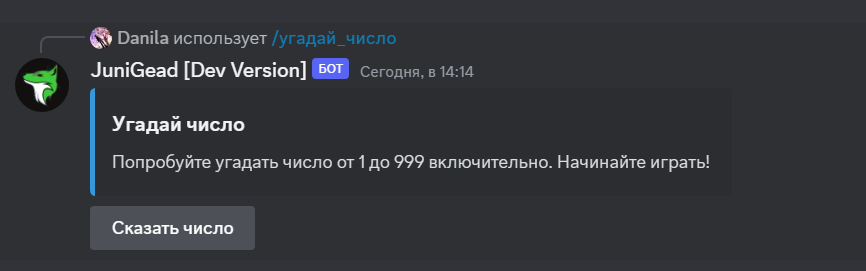 Danila использует /угадай_число
JuniGead [Dev Version] БОТ Сегодня, в 14:14
Угадай число
Попробуйте угадать число от 1 до 999 включительно. Начинайте играть!
Сказать число